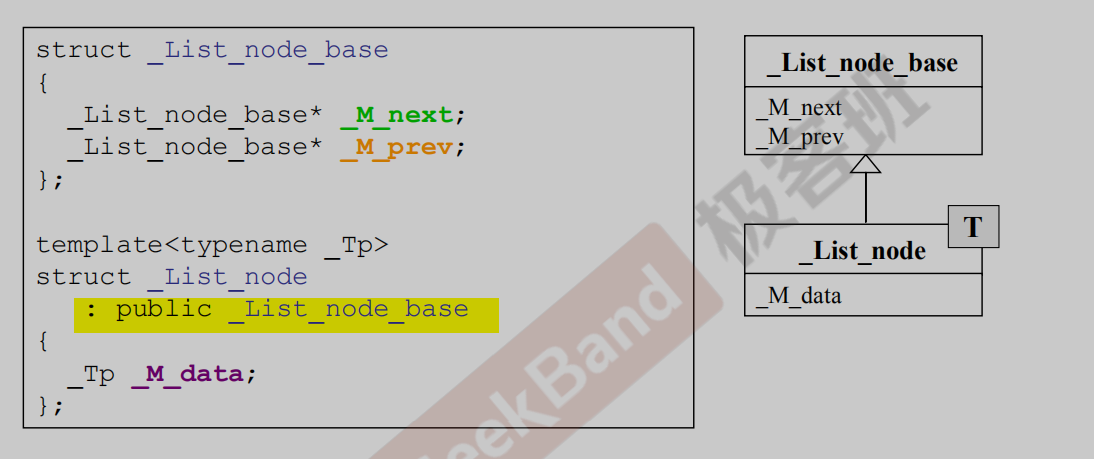 struct _List_node_base
{
  _List_node_base* _M_next;
  _List_node_base* _M_prev;
};
template<typename _Tp>
struct _List_node
   : public _List_node_base
{
  _Tp _M_data;
};
_List_node_base
_M_next
_M_prev
T
_List_node
_M_data
GeekBand 极客班